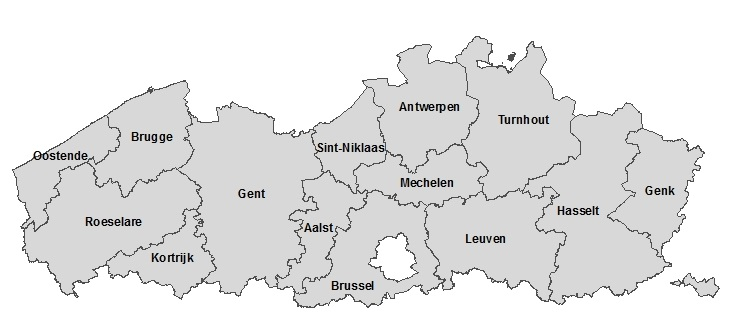 Antwerpen
Turnhout
Brugge
Sint-Niklaas
Oostende
Mechelen
Gent
Genk
Hasselt
Roeselare
Aalst
Leuven
Kortrijk
Brussel